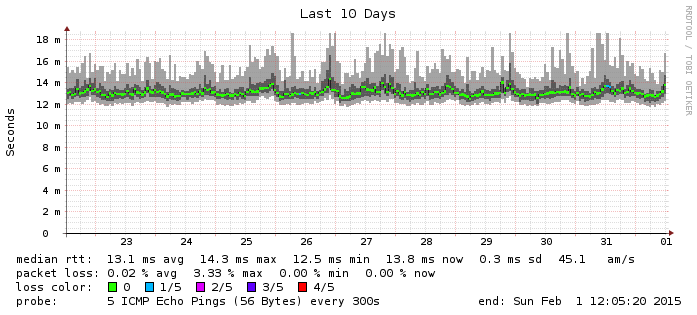 Last 10 Days
RRDTOOL / TOBI OETIKER
Seconds
18 m
16 m
14 m
12 m
10 m
8 m
6 m
4 m
2 m
0
23 24 25 26 27 28 29 30 31 01
median rtt: 13.1 ms avg 14.3 ms max 12.5 ms min 13.8 ms now 0.3 ms sd 45.1 am/s
packet loss: 0.02 % avg 3.33 % max 0.00 % min 0.00 % now
loss color: 0 1/5 2/5 3/5 4/5
probe: 5 ICMP Echo Pings (56 Bytes) every 300s end: Sun Feb 1 12:05:20 2015